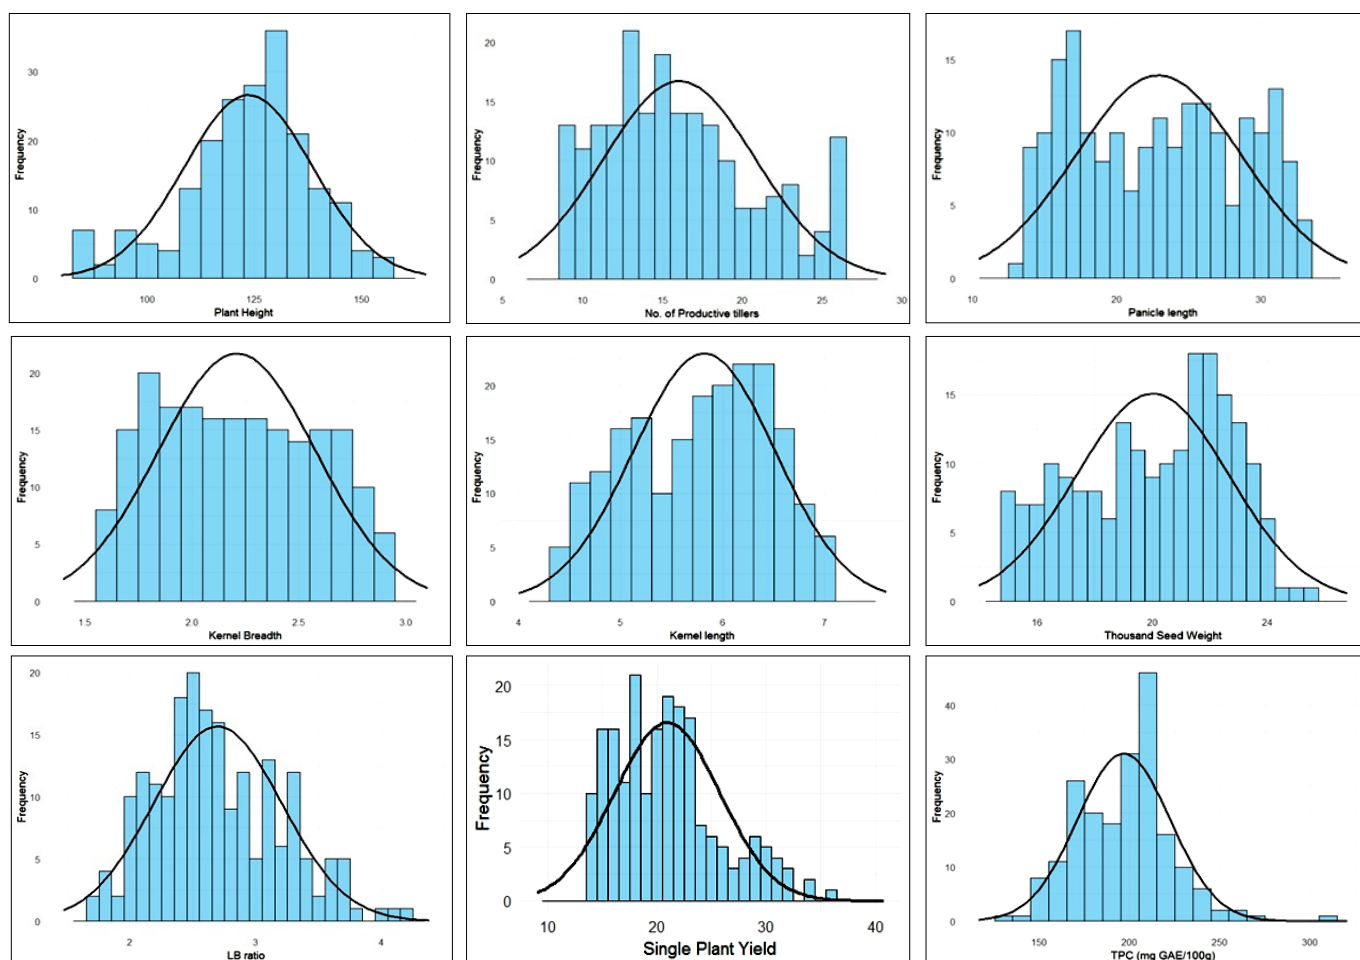 Frequency
30
20
10
0
100 125 150
Plant Height
Frequency
20
15
10
5
0
5 10 15 20 25 30
No. of Productive tillers
Frequency
15
10
5
0
10 20 30
Panicle length
Frequency
20
15
10
5
0
1.5 2.0 2.5 3.0
Kernel Breadth
Frequency
20
15
10
5
0
4 5 6 7
Kernel length
Frequency
15
10
5
0
16 20 24
Thousand Seed Weight
Frequency
20
15
10
5
0
2 3 4
LB ratio
Frequency
20
15
10
5
0
10 20 30 40
Single Plant Yield
Frequency
40
30
20
10
0
150 200 250 300
TPC (mg GAE/100g)